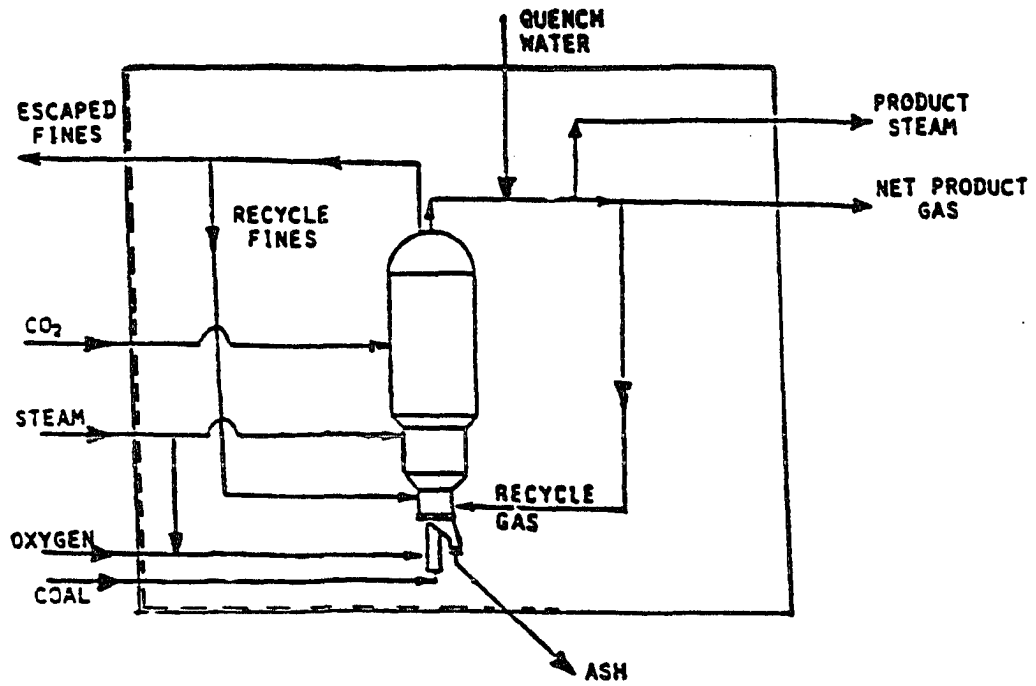 QUENCH
WATER
ESCAPED
FINES
PRODUCT
STEAM
NET PRODUCT
GAS
RECYCLE
FINES
CO₂
STEAM
RECYCLE
GAS
OXYGEN
COAL
ASH